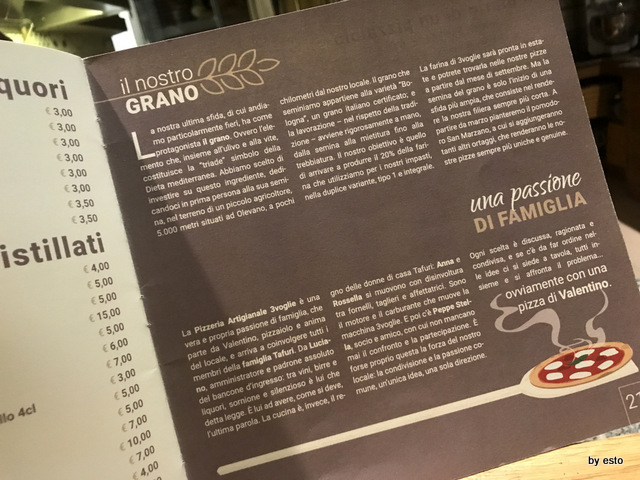 quori
€ 3,00
€ 3,00
€ 3,00
€ 3,00
€ 3,00
€ 3,00
€ 3,50
€ 3,50
istillati
€ 4,00
€ 5,00
€ 5,00
€ 15,00
€ 5,00
€ 6,00
€ 7,00
€ 3,00
€ 5,00
llo 4cl
€ 5,00
€ 7,00
€ 10,00
€ 7,00
€ 4,00
il nostro
GRANO
La nostra ultima sfida, di cui andia-
mo particolarmente fieri, ha come
protagonista il grano. Ovvero l'ele-
mento che, insieme all'ulivo e alla vite,
costituisce la "triade" simbolo della
Dieta mediterranea. Abbiamo scelto di
investire su questo ingrediente, dedi-
candoci in prima persona alla sua semi-
na, nel terreno di un piccolo agricoltore,
5.000 metri situati ad Olevano, a pochi
chilometri dal nostro locale. Il grano che
seminiamo appartiene alla varietà "Bo-
logna", un grano italiano certificato; e
la lavorazione – nel rispetto della tradi-
zione – avviene rigorosamente a mano,
dalla semina alla mietitura, fino alla
trebbiatura. Il nostro obiettivo è quello
di arrivare a produrre il 20% della fari-
na che utilizziamo per i nostri impasti,
nella duplice variante, tipo 1 e integrale.
La farina di 3voglie sarà pronta in esta-
te e potrete trovarla nelle nostre pizze
a partire dal mese di settembre. Ma la
semina del grano è solo l'inizio di una
sfida più ampia, che consiste nel rende-
re la nostra filiera sempre più corta. A
partire da marzo pianteremo il pomodo-
ro San Marzano, a cui si aggiungeranno
tanti altri ortaggi, che renderanno le no-
stre pizze sempre più uniche e genuine.
una passione
DI FAMIGLIA
La Pizzeria Artigianale 3voglie è una
vera e propria passione di famiglia, che
parte da Valentino, pizzaiolo e anima
del locale, e arriva a coinvolgere tutti i
membri della famiglia Tafuri. Da Lucia-
no, amministratore e padrone assoluto
del bancone d'ingresso: tra vini, birre e
liquori, sornione e silenzioso è lui che
detta legge. È lui ad avere, come si deve,
l'ultima parola. La cucina è, invece, il re-
gno delle donne di casa Tafuri: Anna e
Rossella si muovono con disinvoltura
tra fornelli, taglieri e affettatrici. Sono
il motore e il carburante che muove la
macchina 3voglie. E poi c'è Peppe Stel-
la, socio e amico, con cui non mancano
mai il confronto e la partecipazione. È
forse proprio questa la forza del nostro
locale: la condivisione e la passione co-
mune, un'unica idea, una sola direzione.
Ogni scelta è discussa, ragionata e
condivisa, e se c'è da far ordine nel-
le idee ci si siede a tavola, tutti in-
sieme e si affronta il problema...
ovviamente con una
pizza di Valentino.
21
by esto